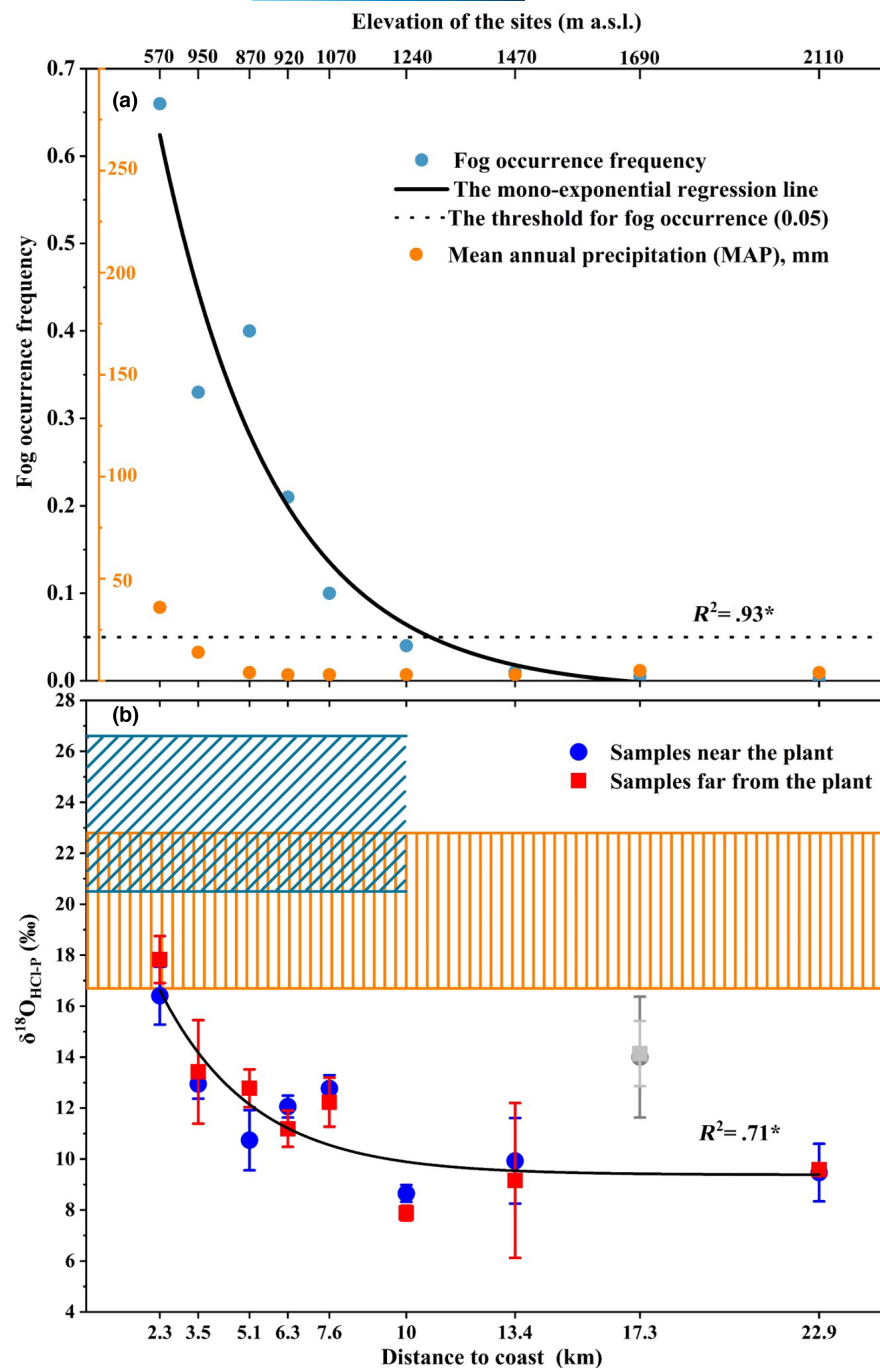 Elevation of the sites (m a.s.l.)
570 950 870 920 1070 1240 1470 1690 2110
(a)
0.7
0.6
0.5
0.4
0.3
0.2
0.1
0.0
250
200
150
100
50
Fog occurrence frequency
Fog occurrence frequency
The mono-exponential regression line
The threshold for fog occurrence (0.05)
Mean annual precipitation (MAP), mm
R²= .93*
(b)
28
26
24
22
20
18
16
14
12
10
8
6
4
δ¹⁸O_HCl-P (‰)
Samples near the plant
Samples far from the plant
R²= .71*
2.3 3.5 5.1 6.3 7.6 10 13.4 17.3 22.9
Distance to coast (km)